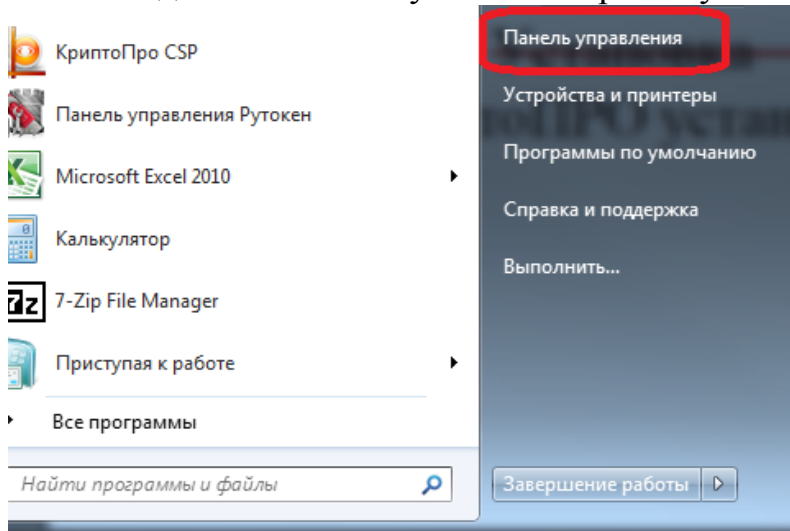 КриптоПро CSP
Панель управления Рутокен
Microsoft Excel 2010
Калькулятор
7-Zip File Manager
Приступая к работе
Все программы
Найти программы и файлы
Панель управления
Устройства и принтеры
Программы по умолчанию
Справка и поддержка
Выполнить...
Завершение работы